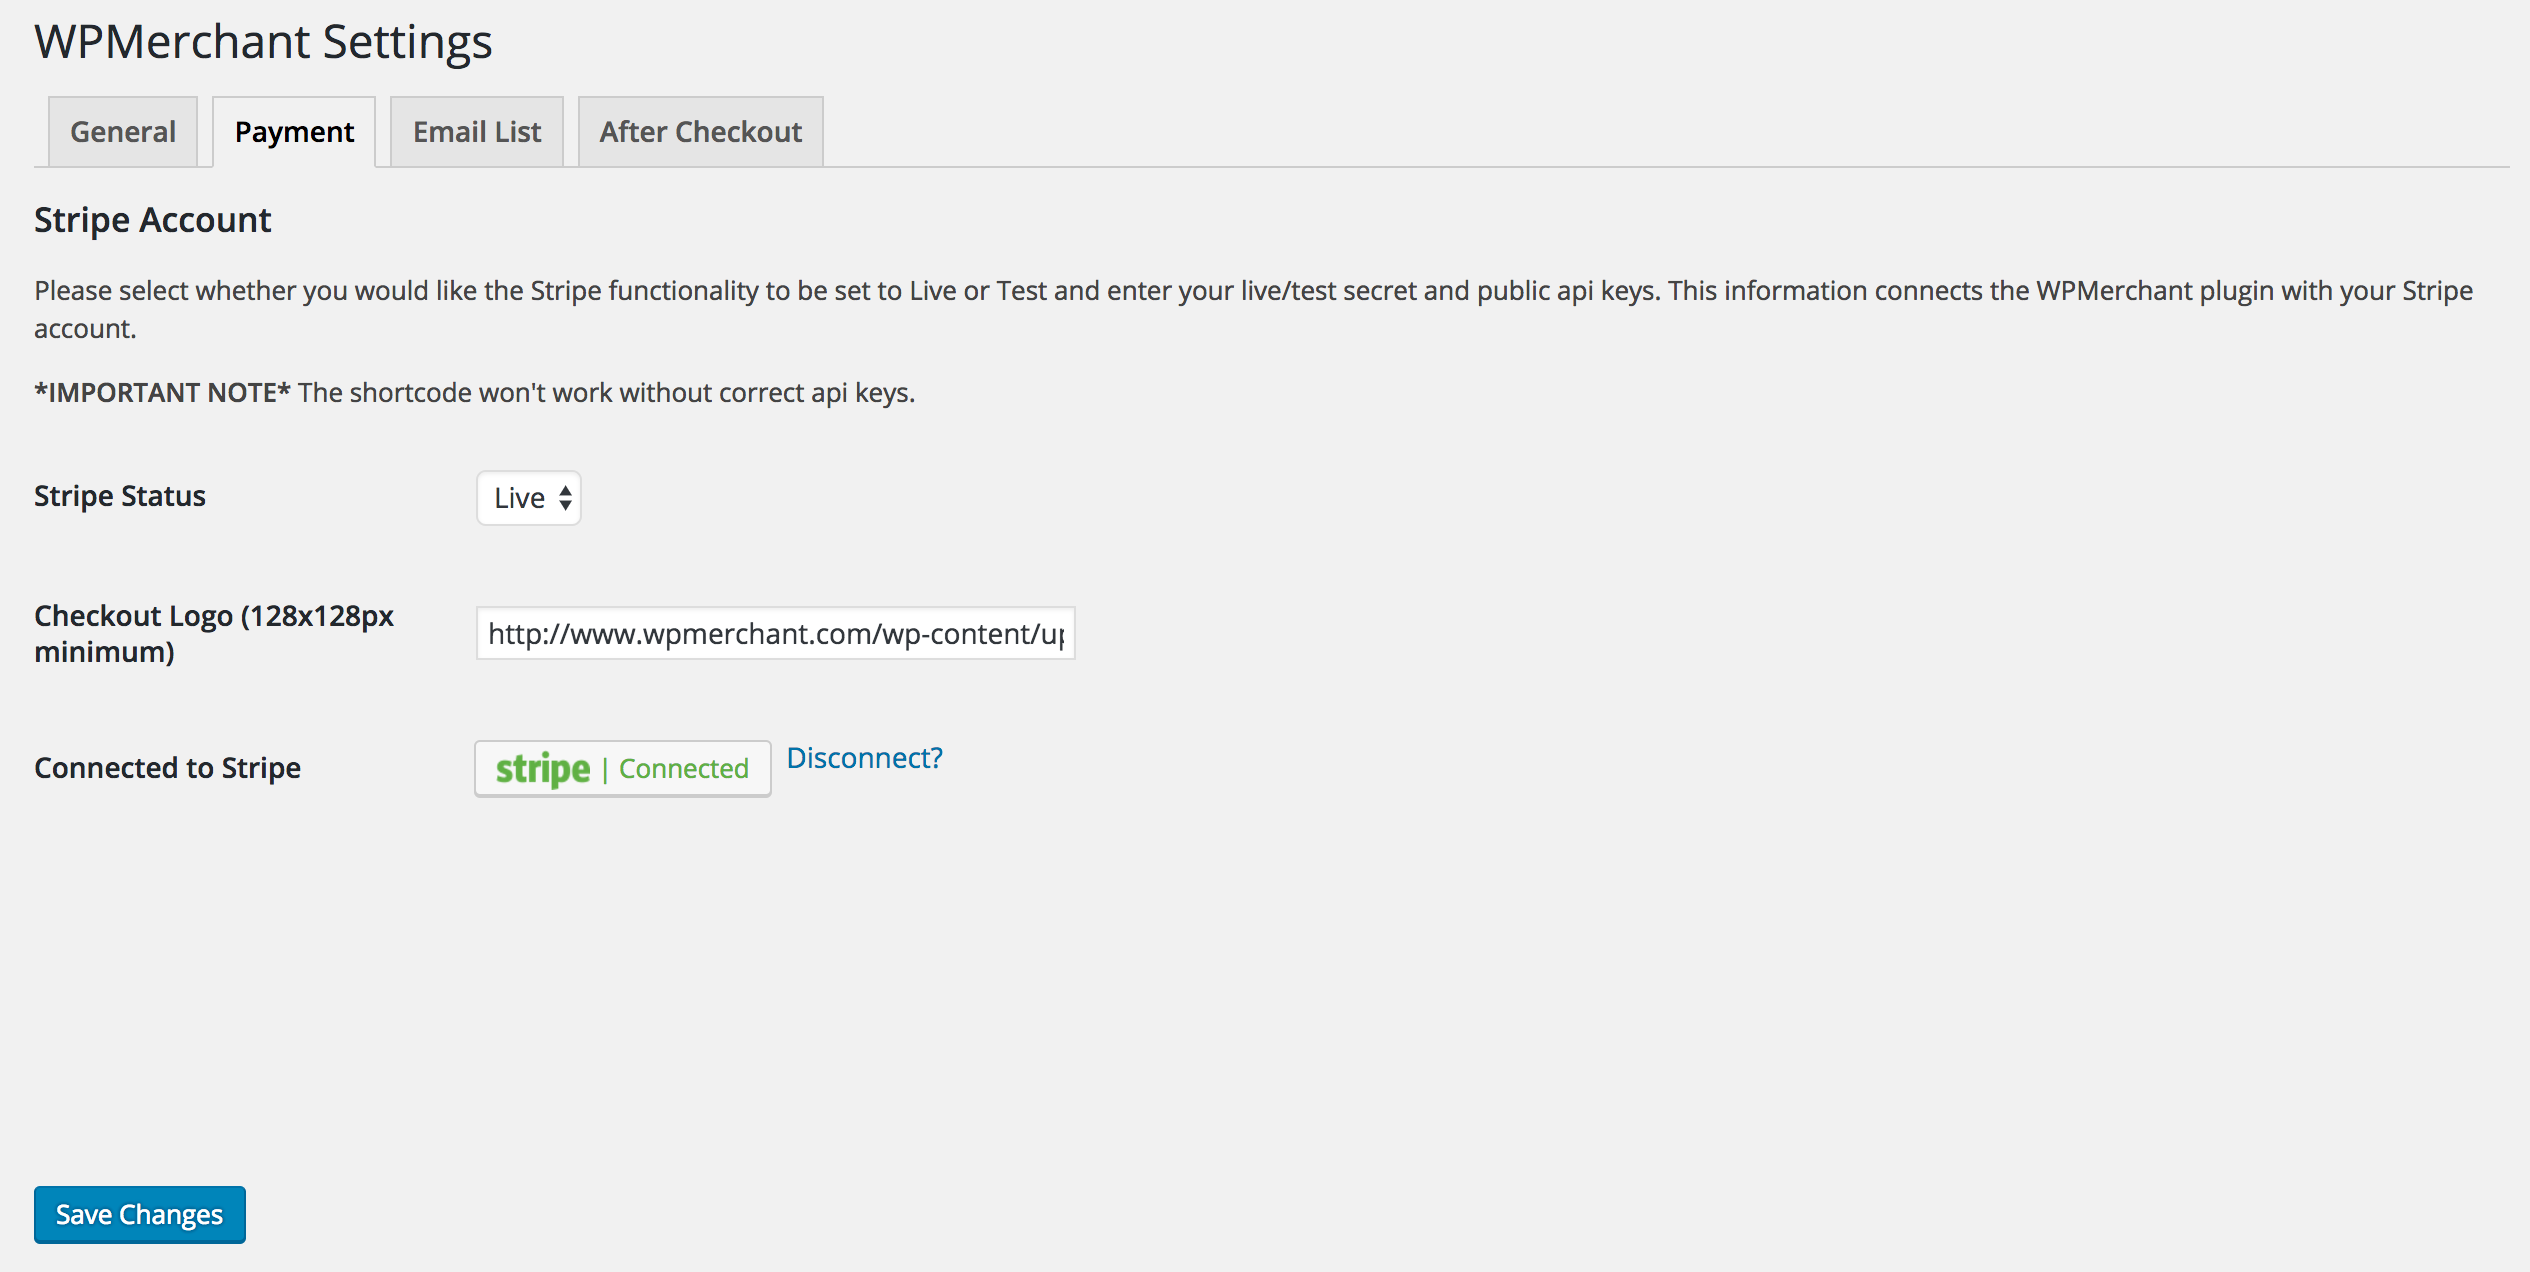 WPMerchant Settings
General
Payment
Email List
After Checkout
Stripe Account
Please select whether you would like the Stripe functionality to be set to Live or Test and enter your live/test secret and public api keys. This information connects the WPMerchant plugin with your Stripe
account.
*IMPORTANT NOTE* The shortcode won't work without correct api keys.
Stripe Status
Live
Checkout Logo (128x128px
minimum)
http://www.wpmerchant.com/wp-content/up
Connected to Stripe
stripe | Connected
Disconnect?
Save Changes